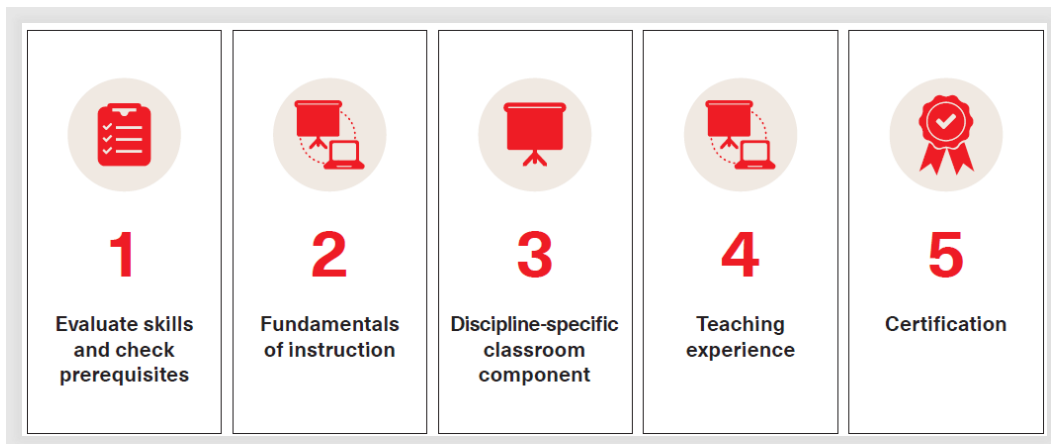 1
Evaluate skills
and check
prerequisites
2
Fundamentals
of instruction
3
Discipline-specific
classroom
component
4
Teaching
experience
5
Certification